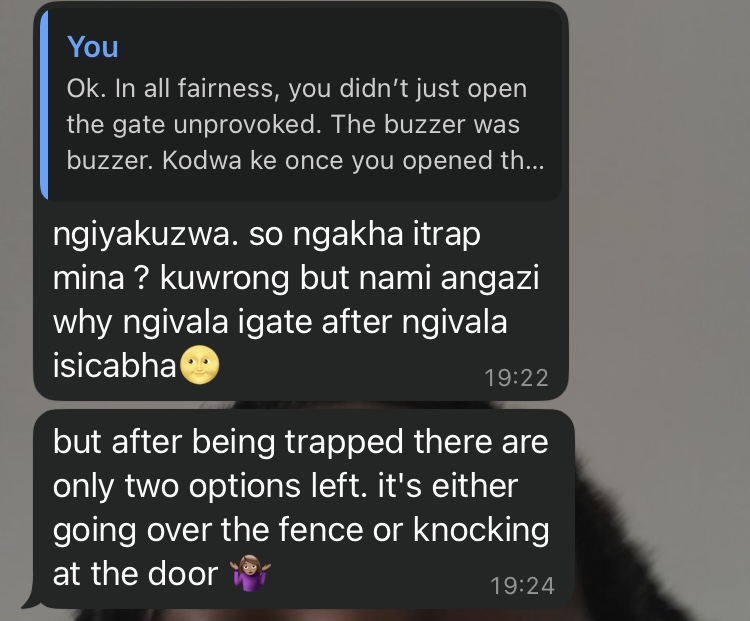 You
Ok. In all fairness, you didn’t just open
the gate unprovoked. The buzzer was
buzzer. Kodwa ke once you opened th...
ngiyakuzwa. so ngakha itrap
mina ? kuwrong but nami angazi
why ngivala igate after ngivala
isicabha🌝
19:22
but after being trapped there are
only two options left. it's either
going over the fence or knocking
at the door 🤷🏽‍♀️
19:24